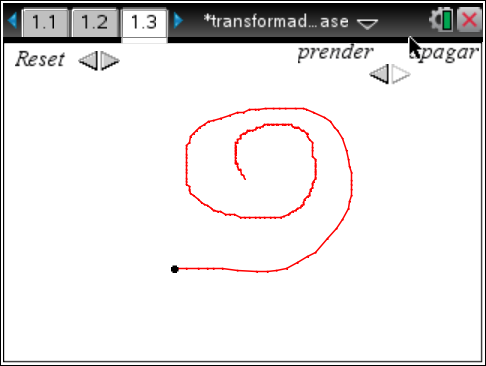 1.1 1.2 1.3 *transformad...ase
Reset prender apagar